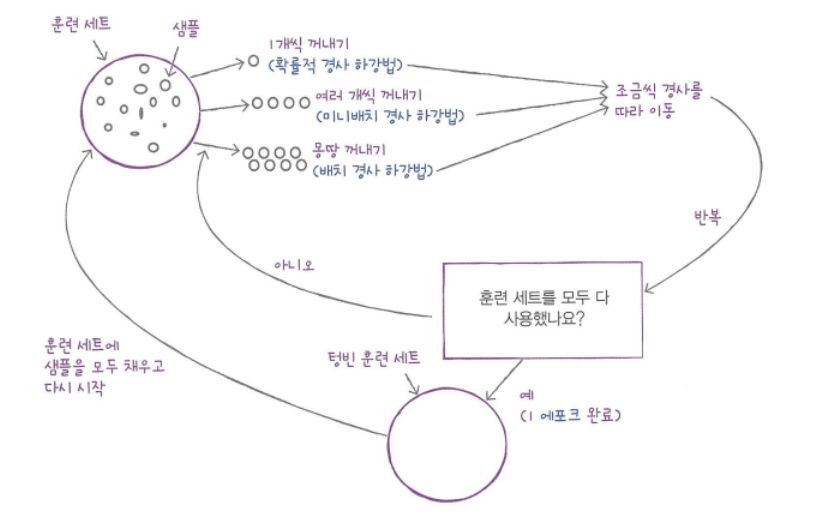 훈련 세트
샘플
1개씩 꺼내기
(확률적 경사 하강법)
여러 개씩 꺼내기
(미니배치 경사 하강법)
몽땅 꺼내기
(배치 경사 하강법)
조금씩 경사를
따라 이동
반복
아니오
훈련 세트를 모두 다
사용했나요?
훈련 세트에
샘플을 모두 채우고
다시 시작
텅빈 훈련 세트
예
(1 에포크 완료)